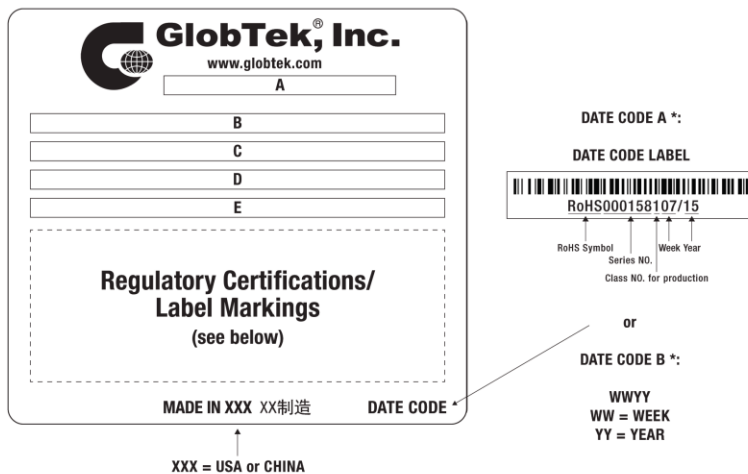 GlobTek,® Inc.
www.globtek.com
A
B
C
D
E
Regulatory Certifications/
Label Markings
(see below)
MADE IN XXX XX制造 DATE CODE
XXX = USA or CHINA
DATE CODE A *:
DATE CODE LABEL
RoHS000158107/15
RoHS Symbol
Week Year
Series NO.
Class NO. for production
or
DATE CODE B *:
WWYY
WW = WEEK
YY = YEAR